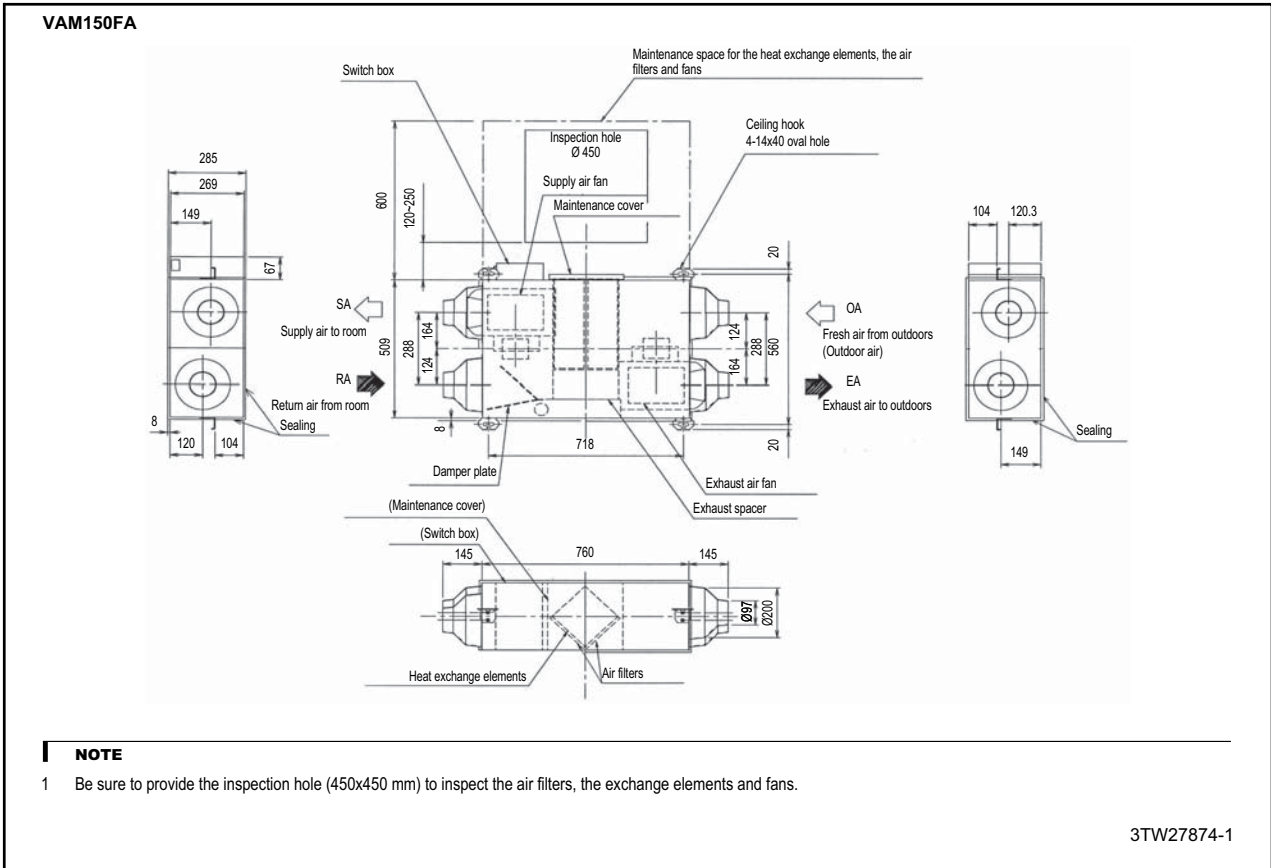 VAM150FA
Maintenance space for the heat exchange elements, the air
filters and fans
Switch box
Ceiling hook
4-14x40 oval hole
Inspection hole
Ø 450
Supply air fan
Maintenance cover
285
269
149
67
600
120~250
104
120.3
20
SA
Supply air to room
OA
Fresh air from outdoors
(Outdoor air)
509
288
164
124
124
164
288
560
RA
Return air from room
EA
Exhaust air to outdoors
Sealing
8
120
104
8
718
20
Sealing
149
Damper plate
Exhaust air fan
Exhaust spacer
(Maintenance cover)
(Switch box)
145
760
145
Ø97
Ø200
Heat exchange elements
Air filters
NOTE
1 Be sure to provide the inspection hole (450x450 mm) to inspect the air filters, the exchange elements and fans.
3TW27874-1